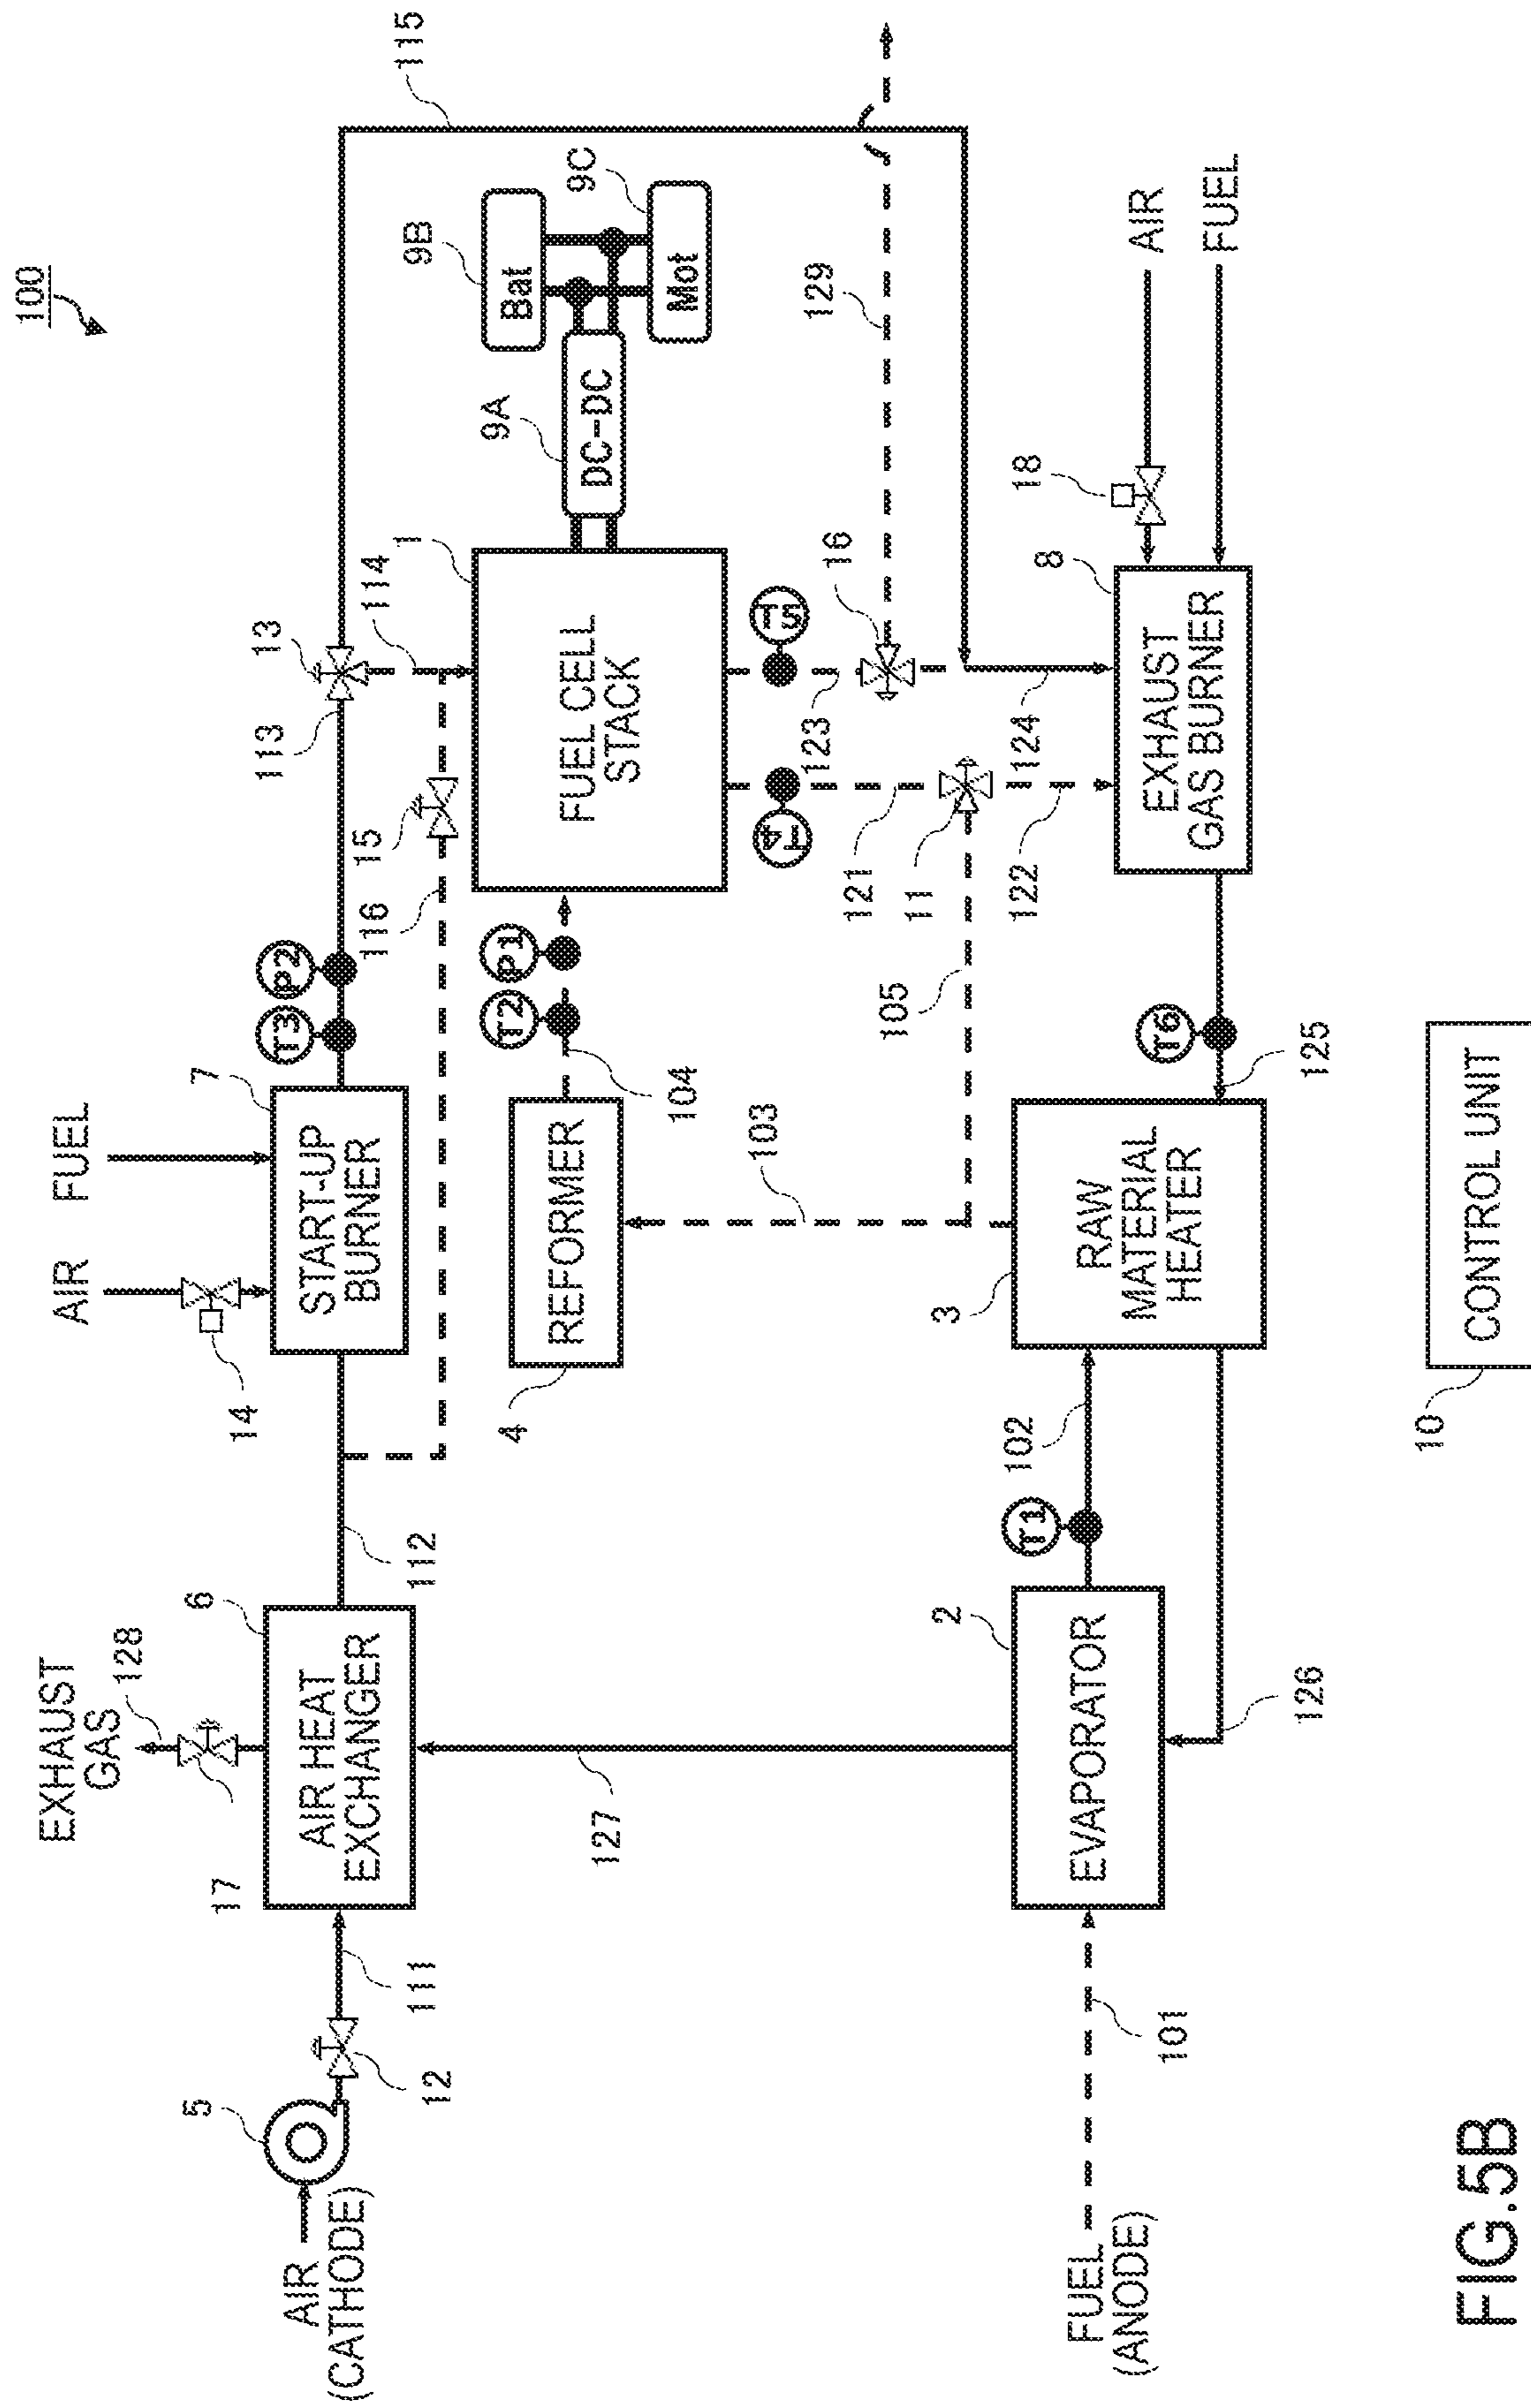 100
EXHAUST
GAS
128
17
AIR
FUEL
14
7
START-UP
BURNER
6
AIR HEAT
EXCHANGER
5
AIR
(CATHODE)
12
111
112
T3
P2
113
13
115
15
116
114
1
FUEL CELL
STACK
9A
DC-DC
9B
Bat
9C
Mot
4
REFORMER
104
T2
P1
T4
T5
123
16
129
121
11
122
124
105
103
127
2
EVAPORATOR
T1
102
3
RAW
MATERIAL
HEATER
T6
125
8
EXHAUST
GAS BURNER
18
AIR
FUEL
FUEL
(ANODE)
101
126
10
CONTROL UNIT
FIG.5B